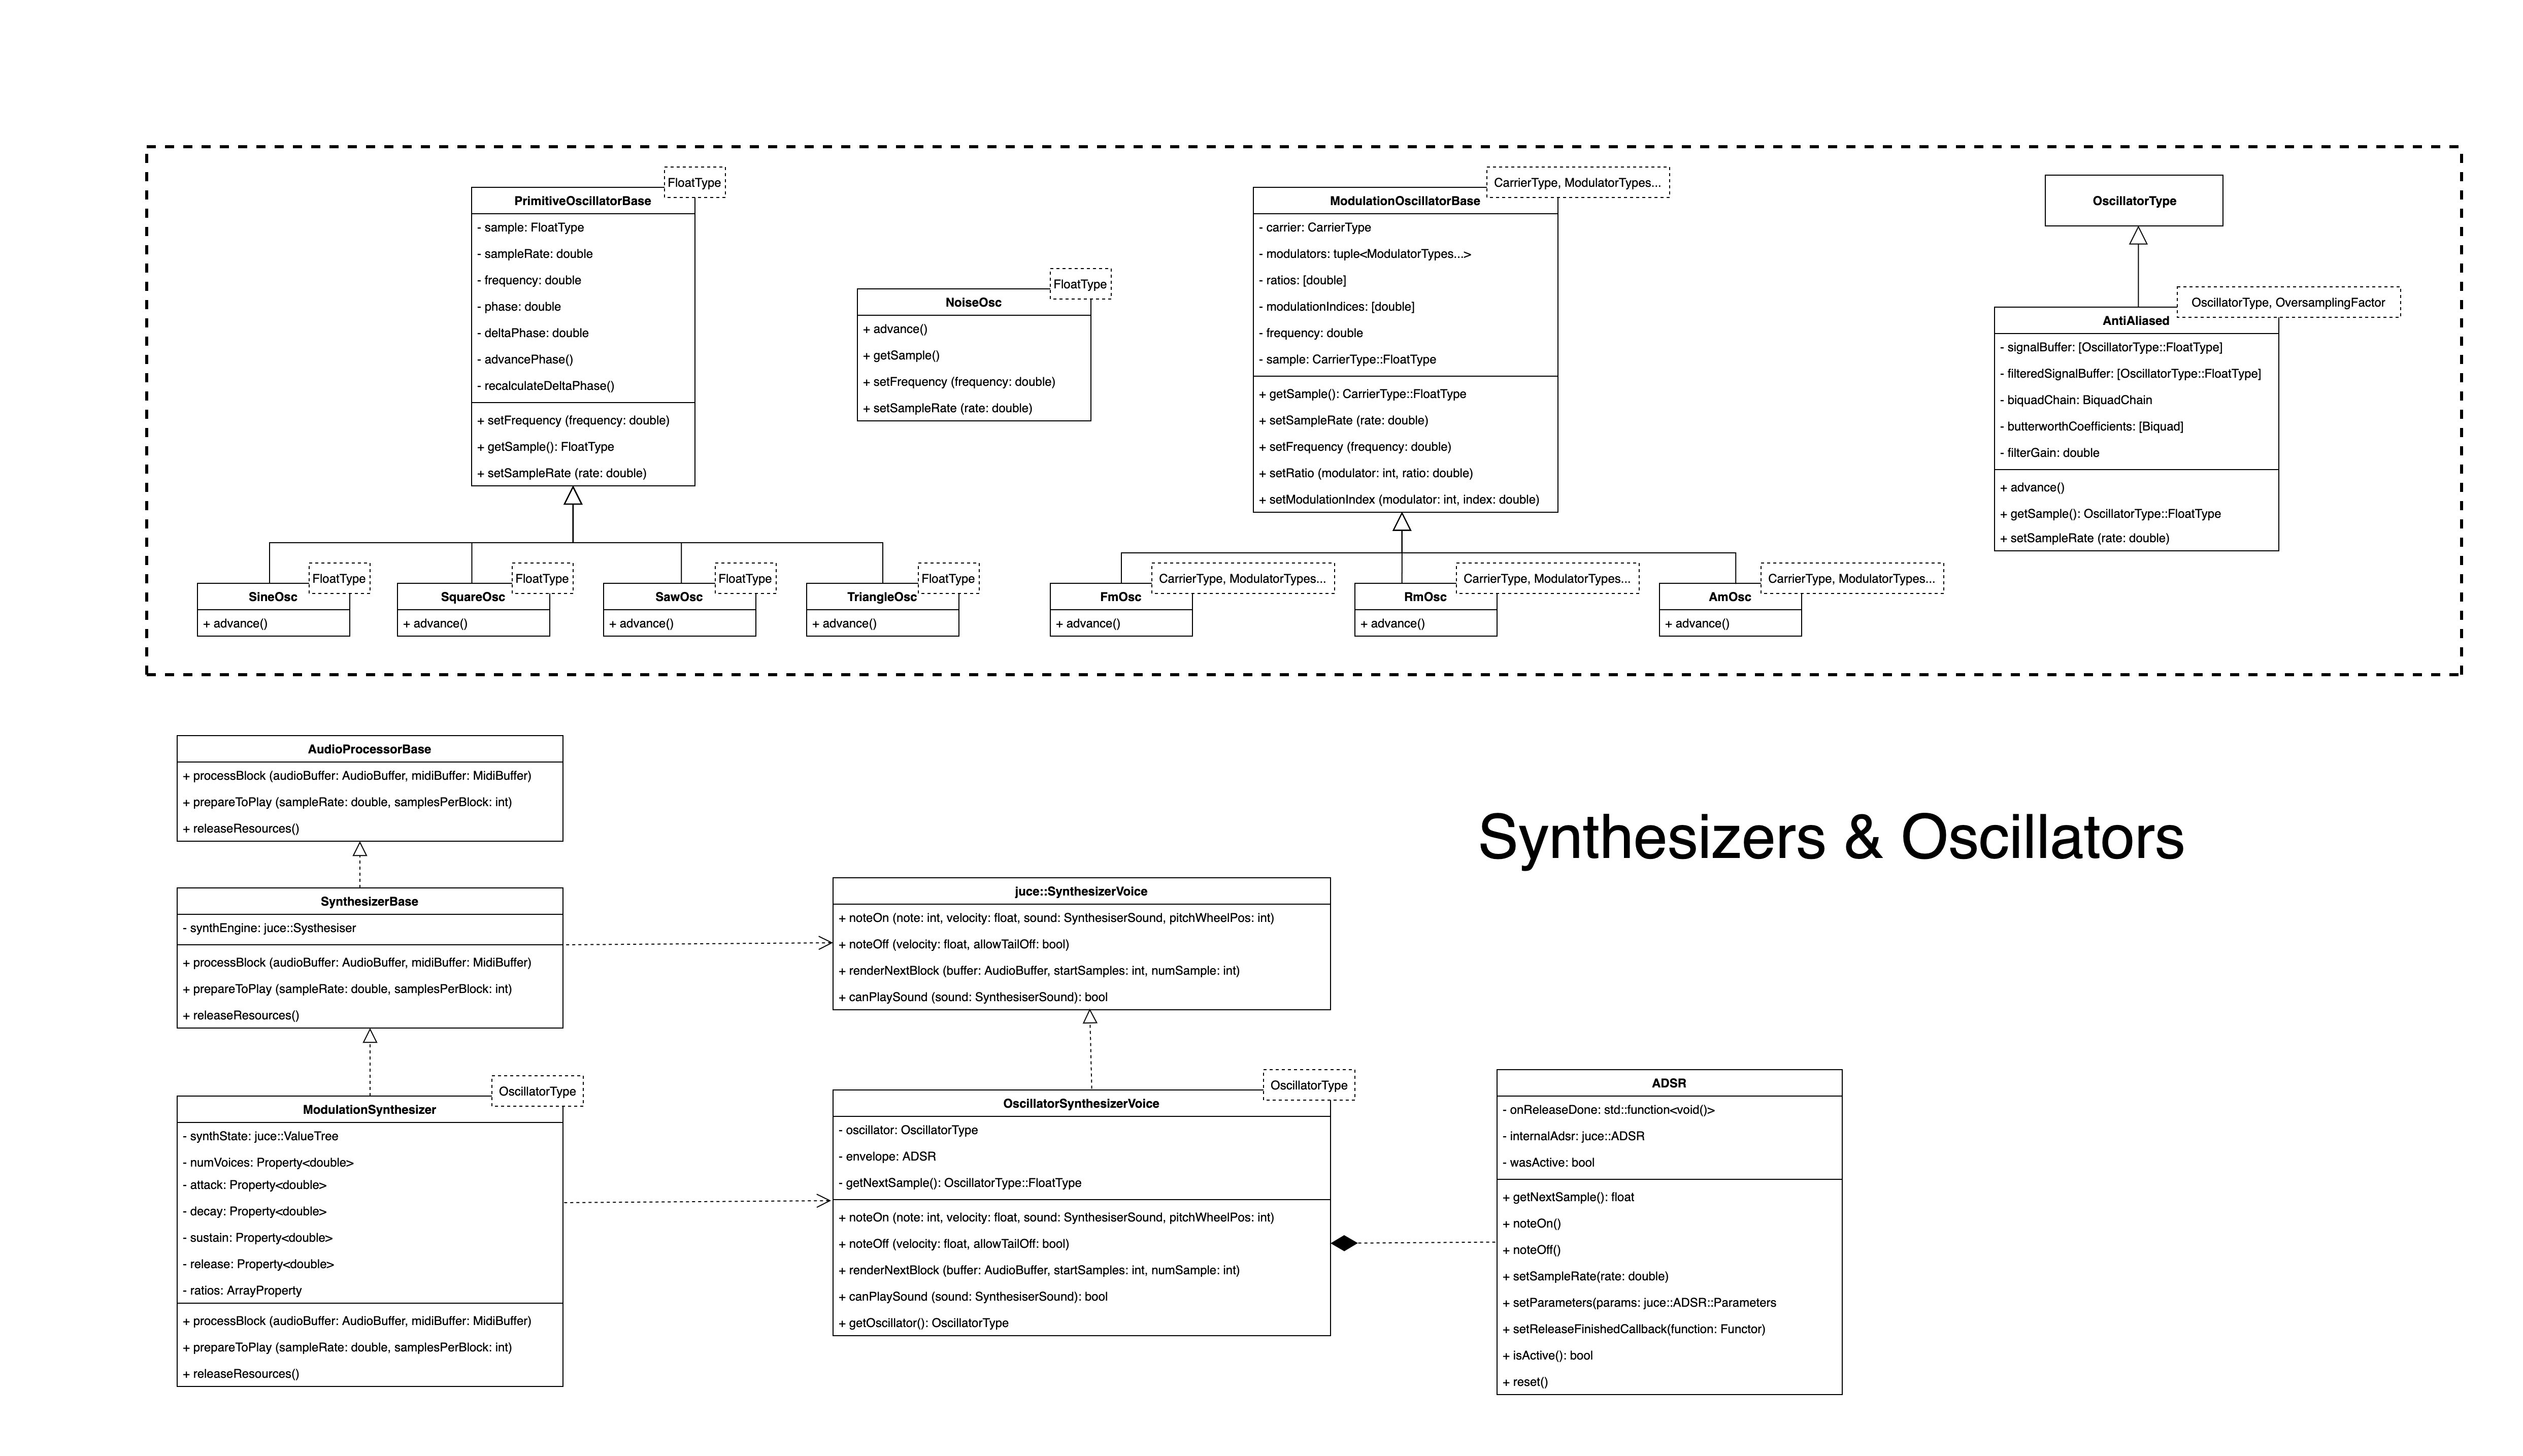 FloatType
PrimitiveOscillatorBase
- sample: FloatType
- sampleRate: double
- frequency: double
- phase: double
- deltaPhase: double
- advancePhase()
- recalculateDeltaPhase()
+ setFrequency (frequency: double)
+ getSample(): FloatType
+ setSampleRate (rate: double)
FloatType
SineOsc
+ advance()
FloatType
SquareOsc
+ advance()
FloatType
SawOsc
+ advance()
FloatType
TriangleOsc
+ advance()
FloatType
NoiseOsc
+ advance()
+ getSample()
+ setFrequency (frequency: double)
+ setSampleRate (rate: double)
CarrierType, ModulatorTypes...
ModulationOscillatorBase
- carrier: CarrierType
- modulators: tuple<ModulatorTypes...>
- ratios: [double]
- modulationIndices: [double]
- frequency: double
- sample: CarrierType::FloatType
+ getSample(): CarrierType::FloatType
+ setSampleRate (rate: double)
+ setFrequency (frequency: double)
+ setRatio (modulator: int, ratio: double)
+ setModulationIndex (modulator: int, index: double)
CarrierType, ModulatorTypes...
FmOsc
+ advance()
CarrierType, ModulatorTypes...
RmOsc
+ advance()
CarrierType, ModulatorTypes...
AmOsc
+ advance()
OscillatorType
OscillatorType, OversamplingFactor
AntiAliased
- signalBuffer: [OscillatorType::FloatType]
- filteredSignalBuffer: [OscillatorType::FloatType]
- biquadChain: BiquadChain
- butterworthCoefficients: [Biquad]
- filterGain: double
+ advance()
+ getSample(): OscillatorType::FloatType
+ setSampleRate (rate: double)
AudioProcessorBase
+ processBlock (audioBuffer: AudioBuffer, midiBuffer: MidiBuffer)
+ prepareToPlay (sampleRate: double, samplesPerBlock: int)
+ releaseResources()
SynthesizerBase
- synthEngine: juce::Systhesiser
+ processBlock (audioBuffer: AudioBuffer, midiBuffer: MidiBuffer)
+ prepareToPlay (sampleRate: double, samplesPerBlock: int)
+ releaseResources()
OscillatorType
ModulationSynthesizer
- synthState: juce::ValueTree
- numVoices: Property<double>
- attack: Property<double>
- decay: Property<double>
- sustain: Property<double>
- release: Property<double>
- ratios: ArrayProperty
+ processBlock (audioBuffer: AudioBuffer, midiBuffer: MidiBuffer)
+ prepareToPlay (sampleRate: double, samplesPerBlock: int)
+ releaseResources()
Synthesizers & Oscillators
juce::SynthesizerVoice
+ noteOn (note: int, velocity: float, sound: SynthesiserSound, pitchWheelPos: int)
+ noteOff (velocity: float, allowTailOff: bool)
+ renderNextBlock (buffer: AudioBuffer, startSamples: int, numSample: int)
+ canPlaySound (sound: SynthesiserSound): bool
OscillatorType
OscillatorSynthesizerVoice
- oscillator: OscillatorType
- envelope: ADSR
- getNextSample(): OscillatorType::FloatType
+ noteOn (note: int, velocity: float, sound: SynthesiserSound, pitchWheelPos: int)
+ noteOff (velocity: float, allowTailOff: bool)
+ renderNextBlock (buffer: AudioBuffer, startSamples: int, numSample: int)
+ canPlaySound (sound: SynthesiserSound): bool
+ getOscillator(): OscillatorType
ADSR
- onReleaseDone: std::function<void()>
- internalAdsr: juce::ADSR
- wasActive: bool
+ getNextSample(): float
+ noteOn()
+ noteOff()
+ setSampleRate(rate: double)
+ setParameters(params: juce::ADSR::Parameters
+ setReleaseFinishedCallback(function: Functor)
+ isActive(): bool
+ reset()